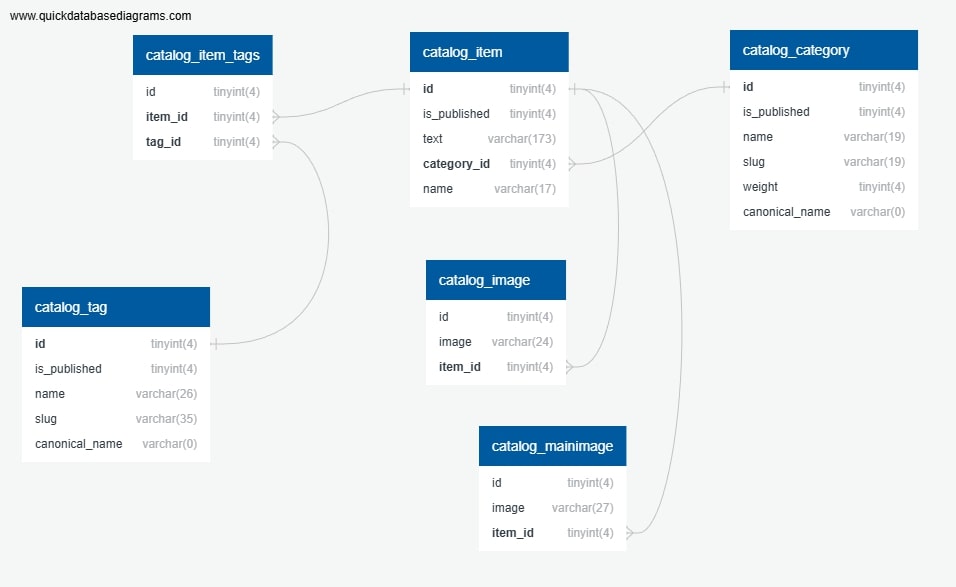 www.quickdatabasediagrams.com
catalog_item_tags
id tinyint(4)
item_id tinyint(4)
tag_id tinyint(4)
catalog_item
id tinyint(4)
is_published tinyint(4)
text varchar(173)
category_id tinyint(4)
name varchar(17)
catalog_category
id tinyint(4)
is_published tinyint(4)
name varchar(19)
slug varchar(19)
weight tinyint(4)
canonical_name varchar(0)
catalog_tag
id tinyint(4)
is_published tinyint(4)
name varchar(26)
slug varchar(35)
canonical_name varchar(0)
catalog_image
id tinyint(4)
image varchar(24)
item_id tinyint(4)
catalog_mainimage
id tinyint(4)
image varchar(27)
item_id tinyint(4)